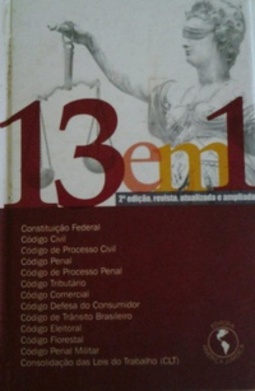 13em1
2ª edição, revista, atualizada e ampliada
Constituição Federal
Código Civil
Código de Processo Civil
Código Penal
Código de Processo Penal
Código Tributário
Código Comercial
Código Defesa do Consumidor
Código de Trânsito Brasileiro
Código Eleitoral
Código Florestal
Código Penal Militar
Consolidação das Leis do Trabalho (CLT)